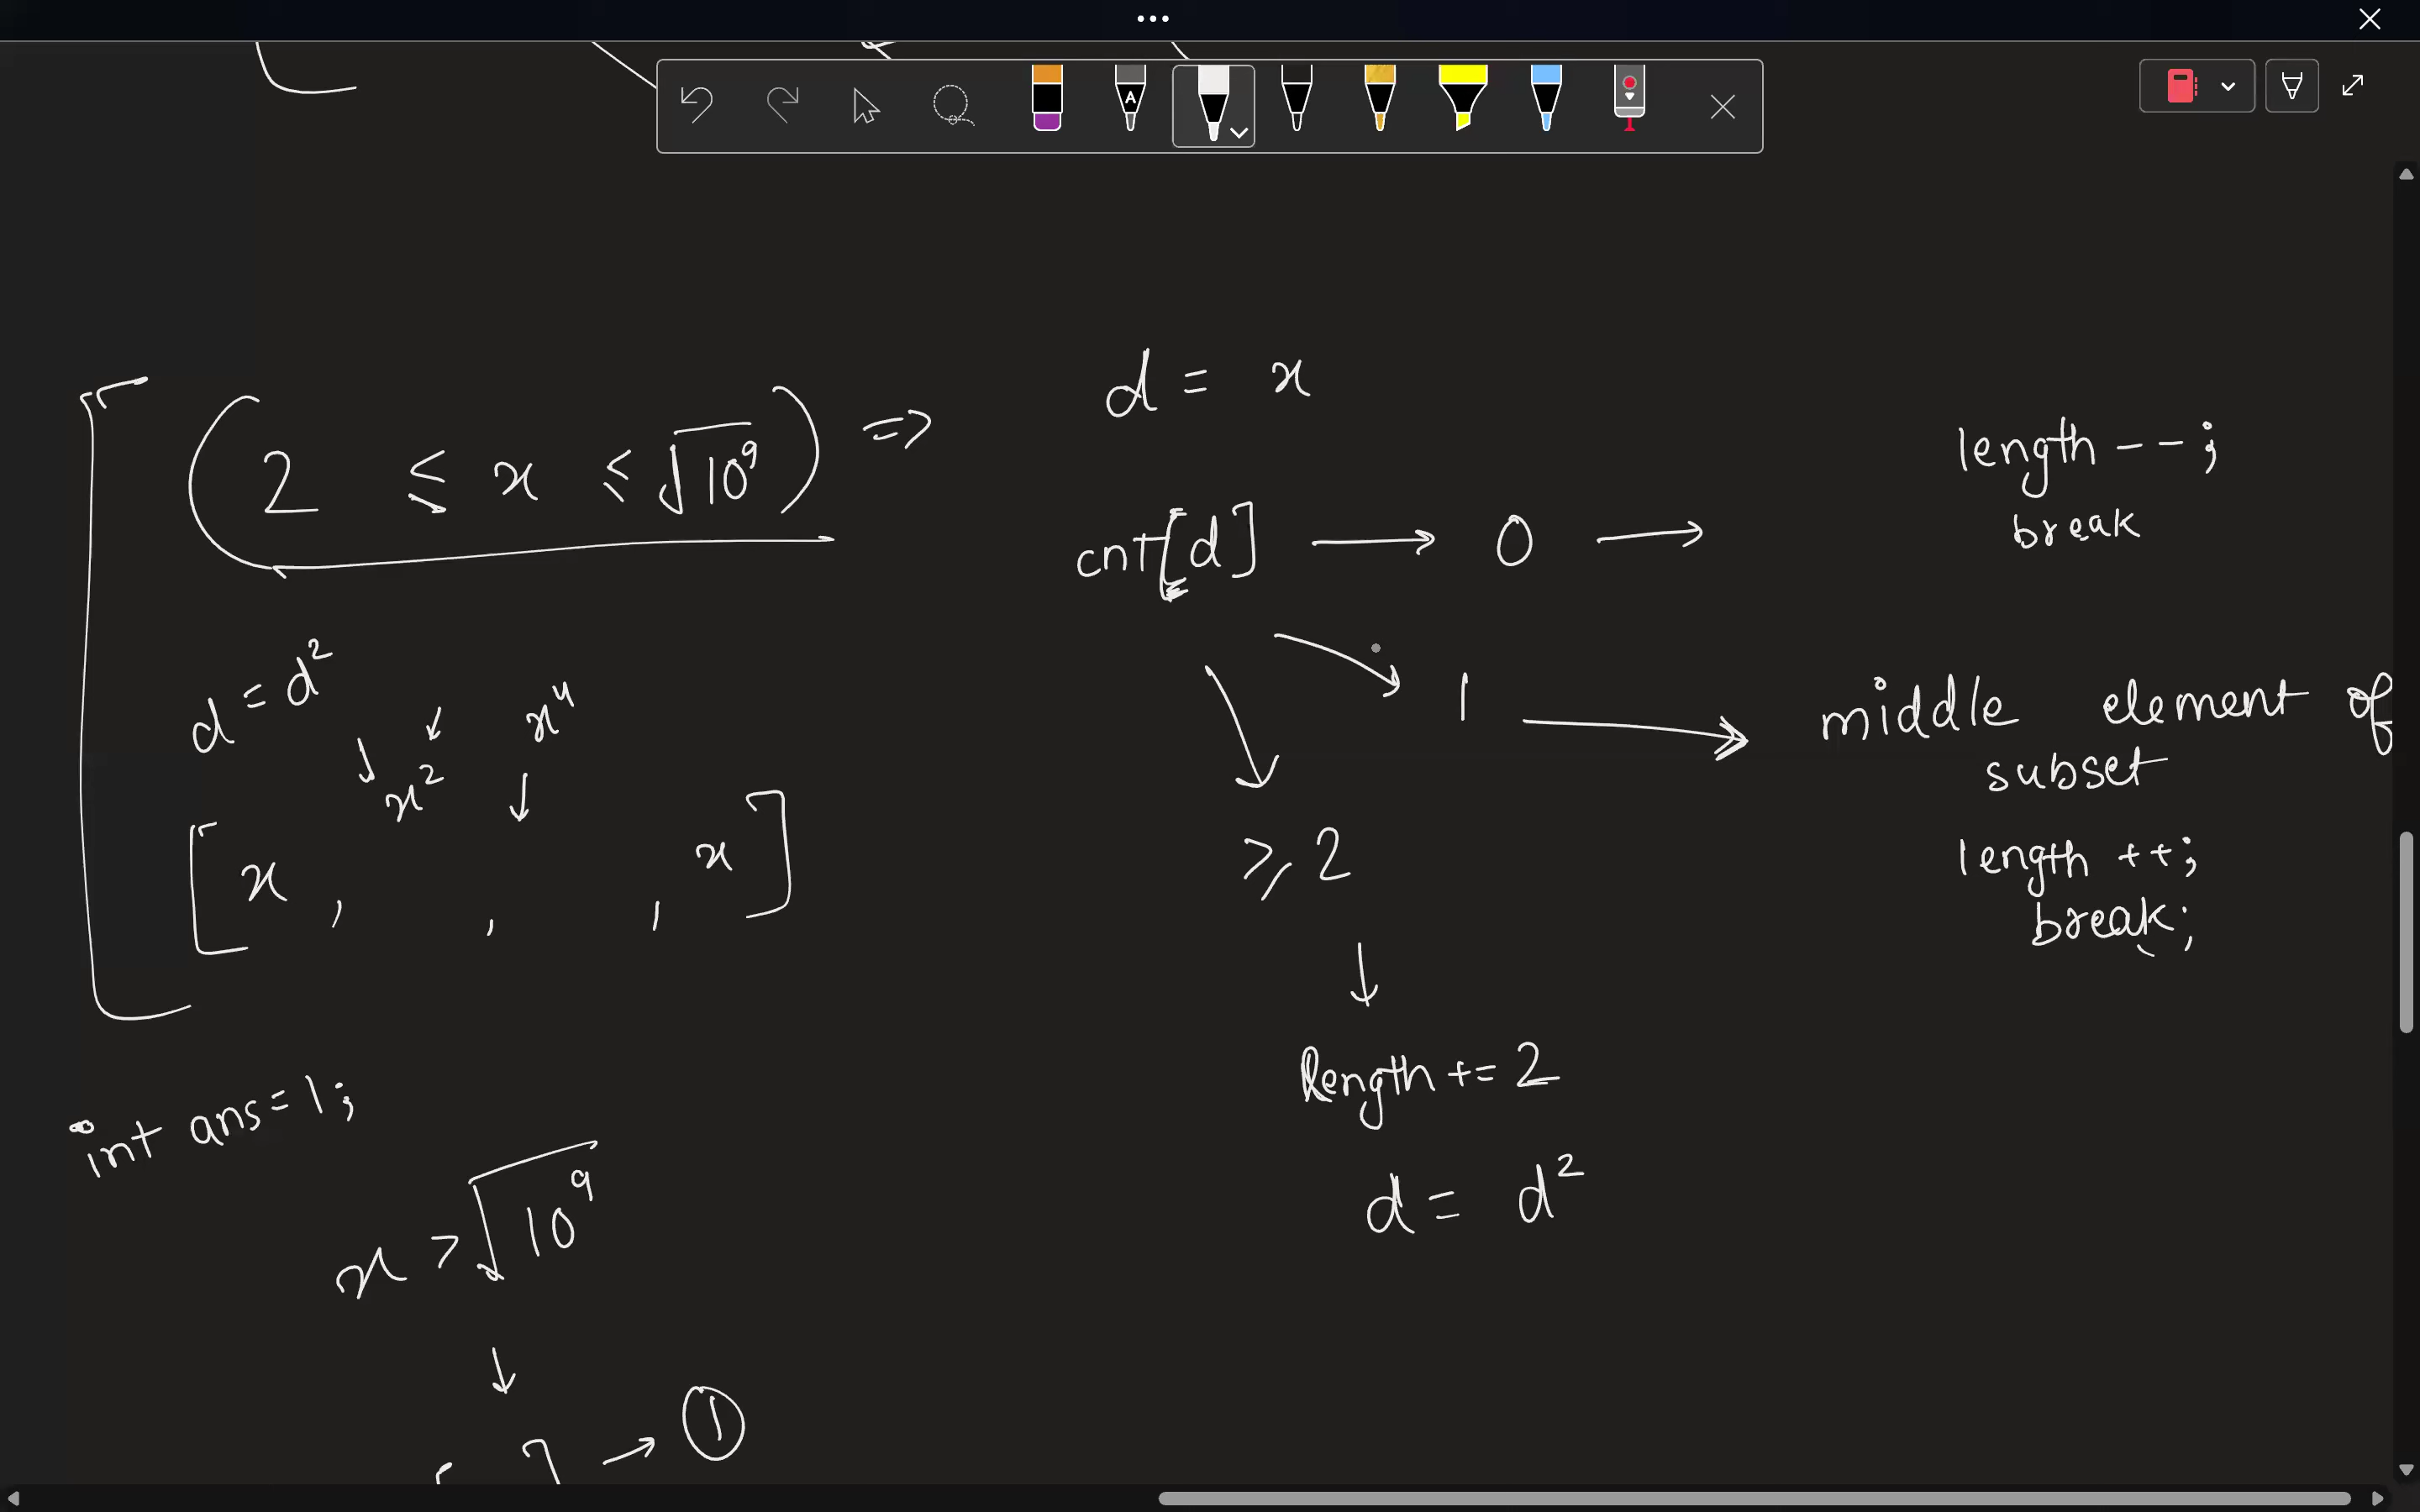 (2 ≤ x ≤ √10⁹) ⇒
d = x
cnt[d] → 0 →
length--;
break
d = d²
x² x⁴
[x, , , x]
1 → middle element of
subset
length ++;
break;
≥ 2
↓
length += 2
d = d²
int ans = 1;
x > √10⁹
↓
→ ①